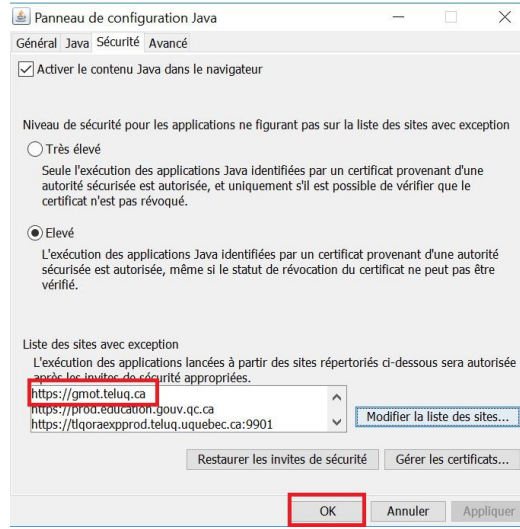 Panneau de configuration Java
Général Java Sécurité Avancé
Activer le contenu Java dans le navigateur
Niveau de sécurité pour les applications ne figurant pas sur la liste des sites avec exception
Très élevé
Seule l'exécution des applications Java identifiées par un certificat provenant d'une
autorité sécurisée est autorisée, et uniquement s'il est possible de vérifier que le
certificat n'est pas révoqué.
Elevé
L'exécution des applications Java identifiées par un certificat provenant d'une autorité
sécurisée est autorisée, même si le statut de révocation du certificat ne peut pas être
vérifié.
Liste des sites avec exception
L'exécution des applications lancées à partir des sites répertoriés ci-dessous sera autorisée
après les invites de sécurité appropriées.
https://gmot.teluq.ca
https://prod.education.gouv.qc.ca
https://tlqoraexpprod.teluq.uquebec.ca:9901
Modifier la liste des sites...
Restaurer les invites de sécurité Gérer les certificats...
OK Annuler Appliquer